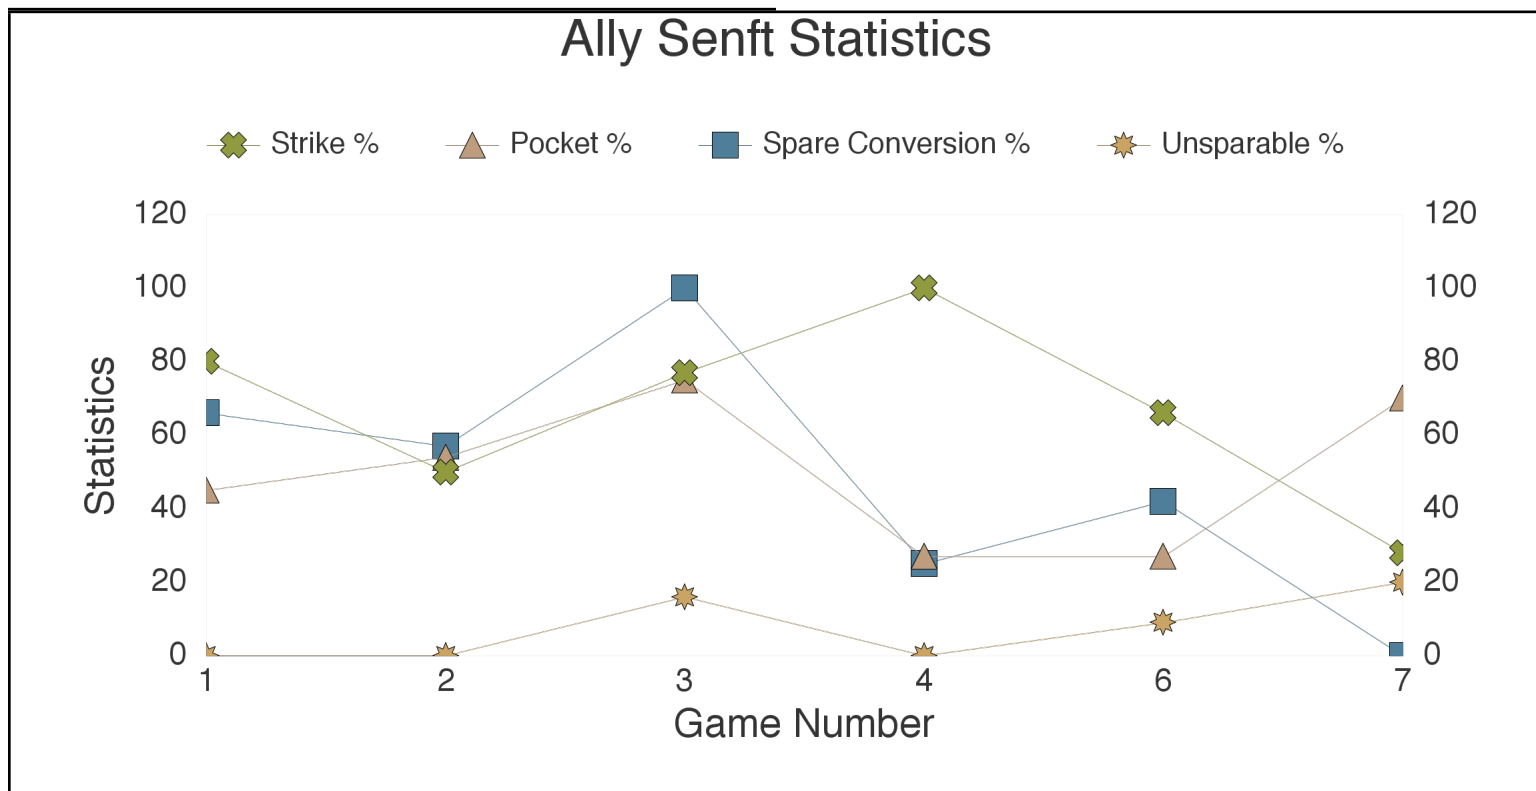 Ally Senft Statistics
Strike % Pocket % Spare Conversion % Unsparable %
120 120
100 100
80 80
60 60
40 40
20 20
0 0
Statistics
1 2 3 4 6 7
Game Number